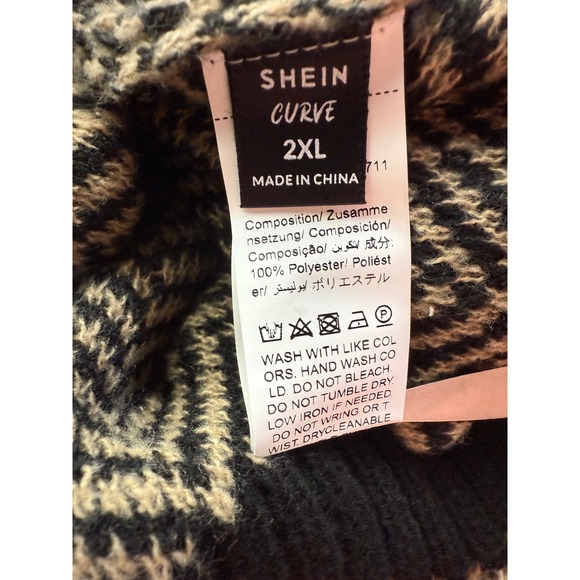 SHEIN
CURVE
2XL
MADE IN CHINA
711
Composition/ Zusamme
nsetzung/ Composición/
Composição/ إنكوبين/ 成分:
100% Polyester/ Poliést
er/ بوليستر/ ポリエステル
P
WASH WITH LIKE COL
ORS. HAND WASH CO
LD. DO NOT BLEACH.
DO NOT TUMBLE DRY.
LOW IRON IF NEEDED.
DO NOT WRING OR T
WIST. DRYCLEANABLE